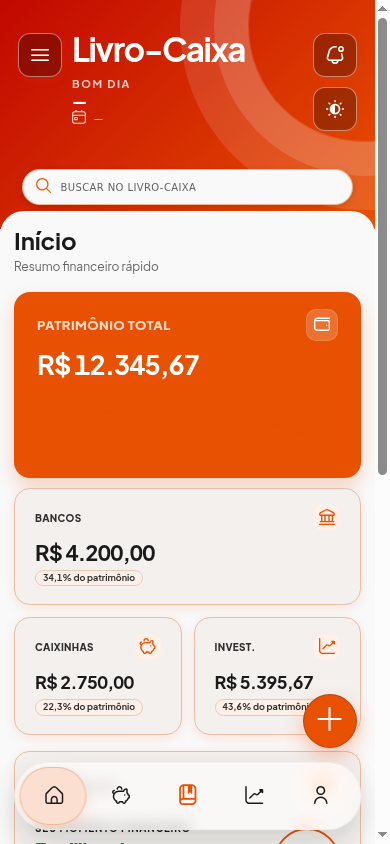 Livro-Caixa
BOM DIA
—
—
BUSCAR NO LIVRO-CAIXA
Início
Resumo financeiro rápido
PATRIMÔNIO TOTAL
R$ 12.345,67
BANCOS
R$ 4.200,00
34,1% do patrimônio
CAIXINHAS
R$ 2.750,00
22,3% do patrimônio
INVEST.
R$ 5.395,67
43,6% do patrimônio